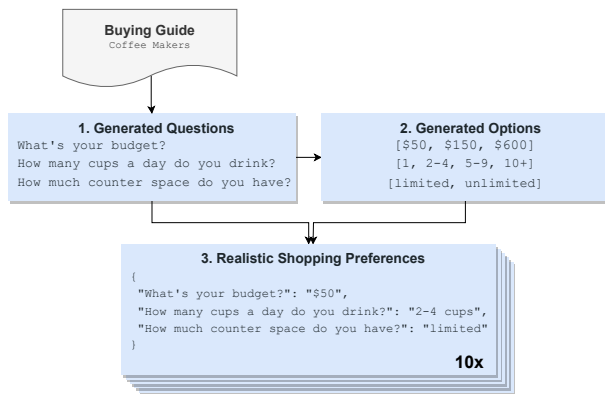 Buying Guide
Coffee Makers
1. Generated Questions
What's your budget?
How many cups a day do you drink?
How much counter space do you have?
2. Generated Options
[$50, $150, $600]
[1, 2-4, 5-9, 10+]
[limited, unlimited]
3. Realistic Shopping Preferences
{
"What's your budget?": "$50",
"How many cups a day do you drink?": "2-4 cups",
"How much counter space do you have?": "limited"
}
10x